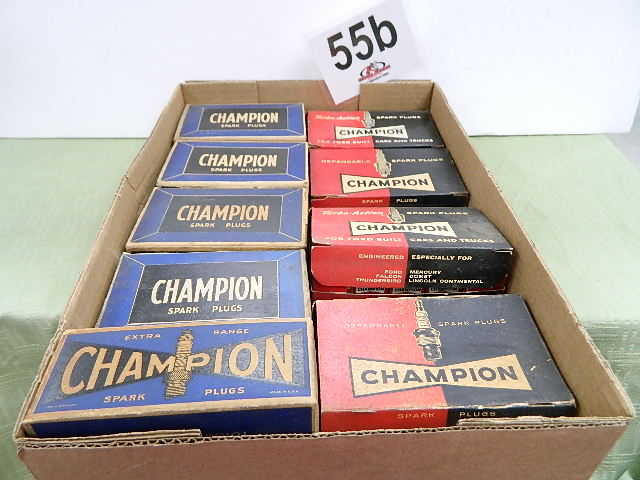 55b
CHAMPION
SPARK PLUGS
CHAMPION
SPARK PLUGS
CHAMPION
SPARK PLUGS
CHAMPION
SPARK PLUGS
EXTRA RANGE
CHAMPION
SPARK PLUGS
Turbo-Action SPARK PLUGS
CHAMPION
FOR FORD BUILT CARS AND TRUCKS
DEPENDABLE SPARK PLUGS
CHAMPION
SPARK PLUGS
Turbo-Action SPARK PLUGS
CHAMPION
FOR FORD BUILT CARS AND TRUCKS
ENGINEERED ESPECIALLY FOR
FORD MERCURY
FALCON COMET
THUNDERBIRD LINCOLN CONTINENTAL
DEPENDABLE SPARK PLUGS
CHAMPION
SPARK PLUGS